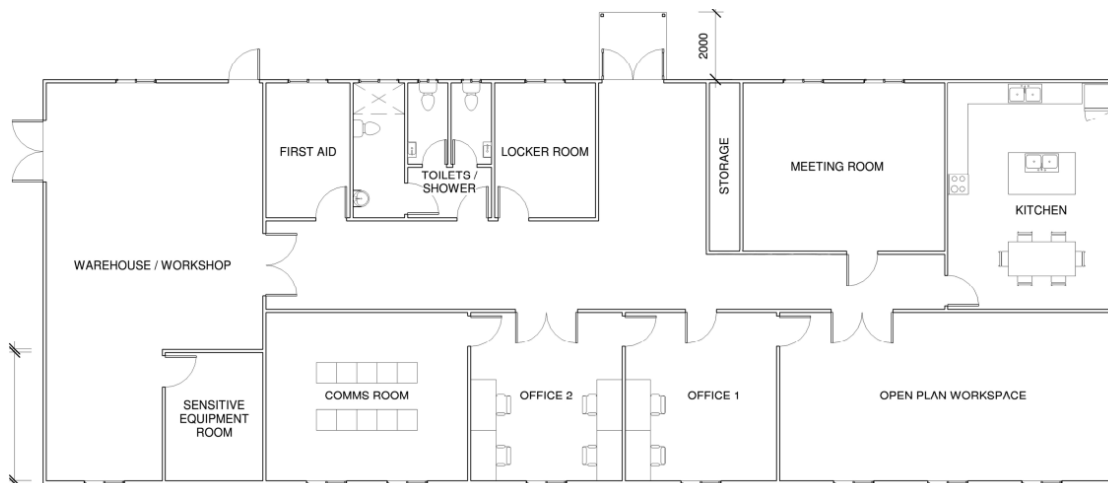 2000
FIRST AID
TOILETS /
SHOWER
LOCKER ROOM
STORAGE
MEETING ROOM
KITCHEN
WAREHOUSE / WORKSHOP
SENSITIVE
EQUIPMENT
ROOM
COMMS ROOM
OFFICE 2
OFFICE 1
OPEN PLAN WORKSPACE